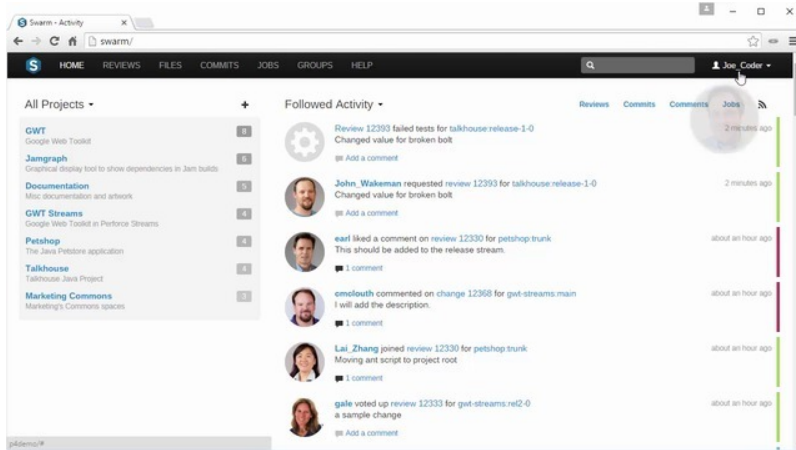 Swarm - Activity
swarm/
HOME REVIEWS FILES COMMITS JOBS GROUPS HELP
Joe_Coder
All Projects
+
GWT 8
Google Web Toolkit
Jamgraph 6
Graphical display tool to show dependencies in Jam builds
Documentation 5
Misc documentation and artwork
GWT Streams 4
Google Web Toolkit in Perforce Streams
Petshop 4
The Java Petstore application
Talkhouse 4
Talkhouse Java Project
Marketing Commons 3
Marketing's Commons spaces
Followed Activity
Reviews Commits Comments Jobs
Review 12393 failed tests for talkhouse:release-1-0
2 minutes ago
Changed value for broken bolt
Add a comment
John_Wakeman requested review 12393 for talkhouse:release-1-0
2 minutes ago
Changed value for broken bolt
Add a comment
earl liked a comment on review 12330 for petshop:trunk
about an hour ago
This should be added to the release stream.
1 comment
cmclouth commented on change 12368 for gwt-streams:main
about an hour ago
I will add the description.
1 comment
Lai_Zhang joined review 12330 for petshop:trunk
about an hour ago
Moving ant script to project root
1 comment
gale voted up review 12333 for gwt-streams:rel2-0
about an hour ago
a sample change
Add a comment
p4demo/#